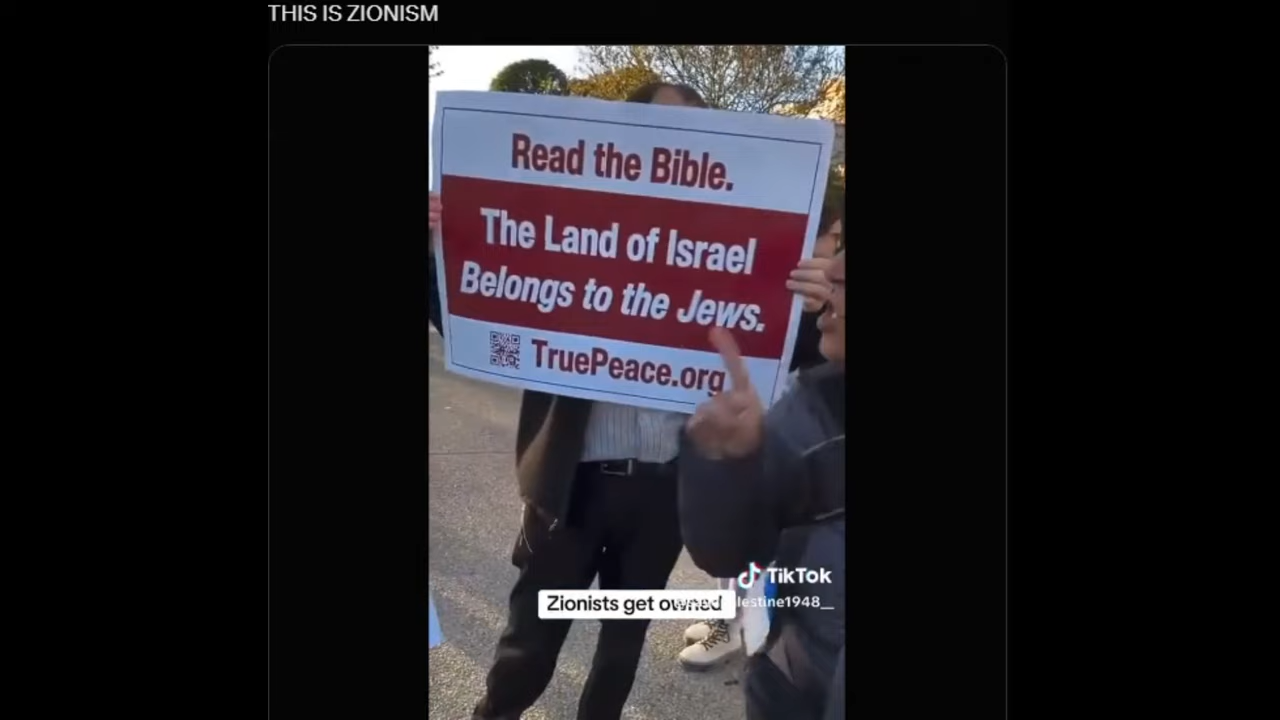 THIS IS ZIONISM
Read the Bible.
The Land of Israel
Belongs to the Jews.
TruePeace.org
TikTok
Zionists get owned